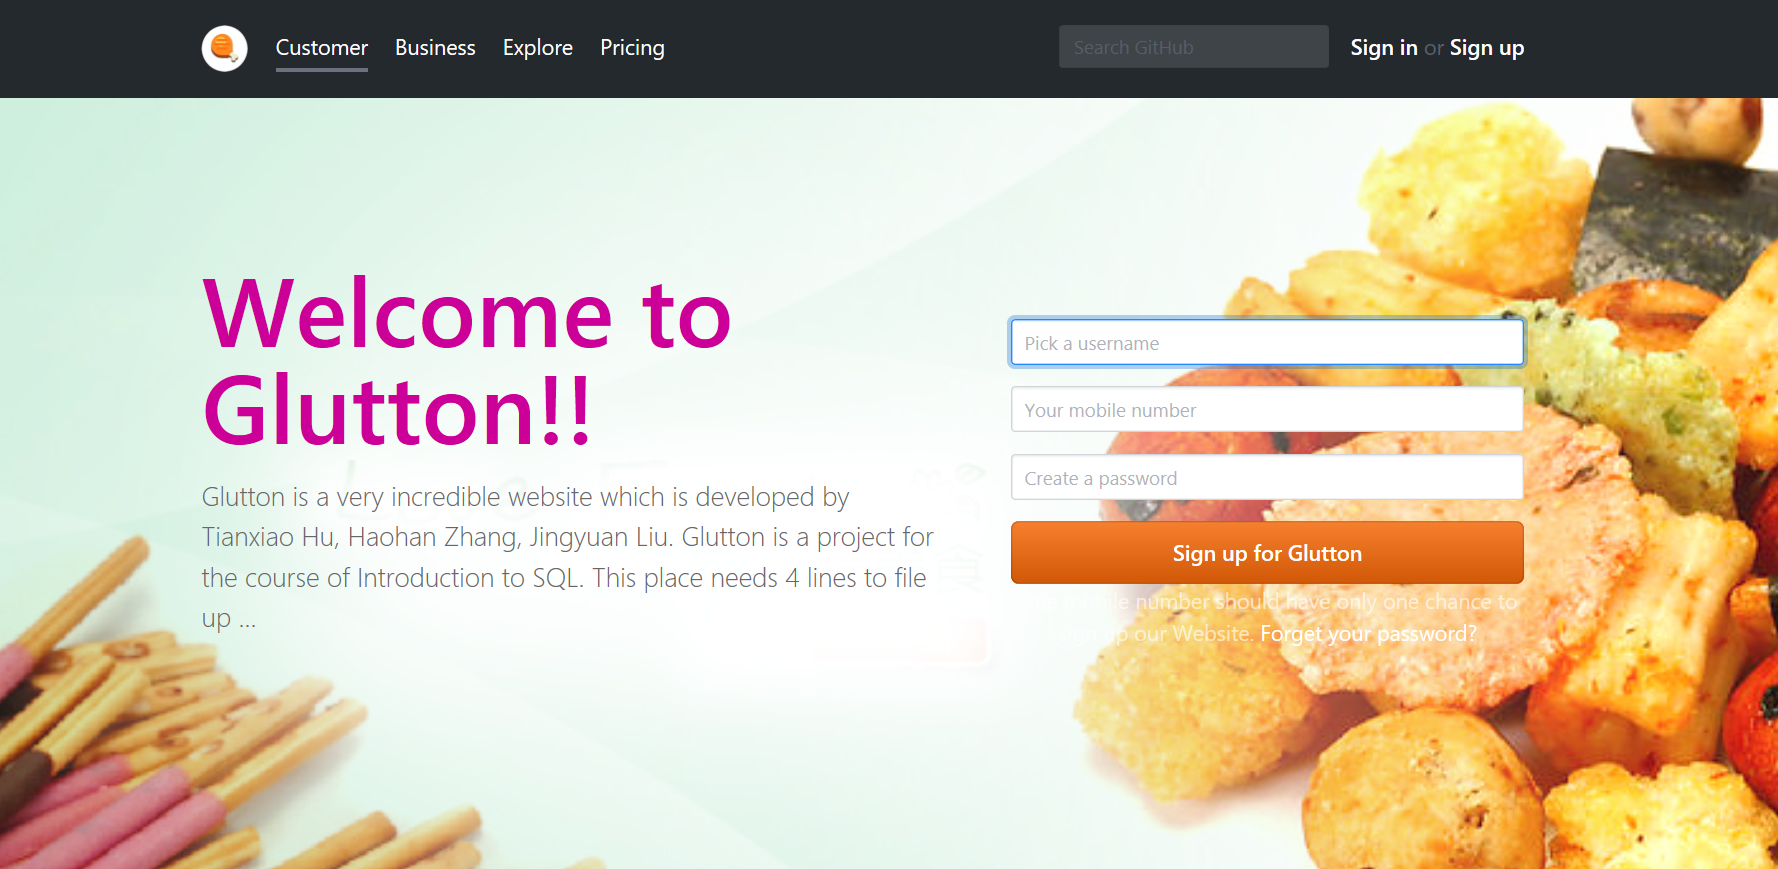 Customer Business Explore Pricing Search GitHub Sign in or Sign up
Welcome to
Glutton!!
Glutton is a very incredible website which is developed by
Tianxiao Hu, Haohan Zhang, Jingyuan Liu. Glutton is a project for
the course of Introduction to SQL. This place needs 4 lines to file
up ...
Pick a username
Your mobile number
Create a password
Sign up for Glutton
mobile number should have only one chance to
up our Website. Forget your password?
食